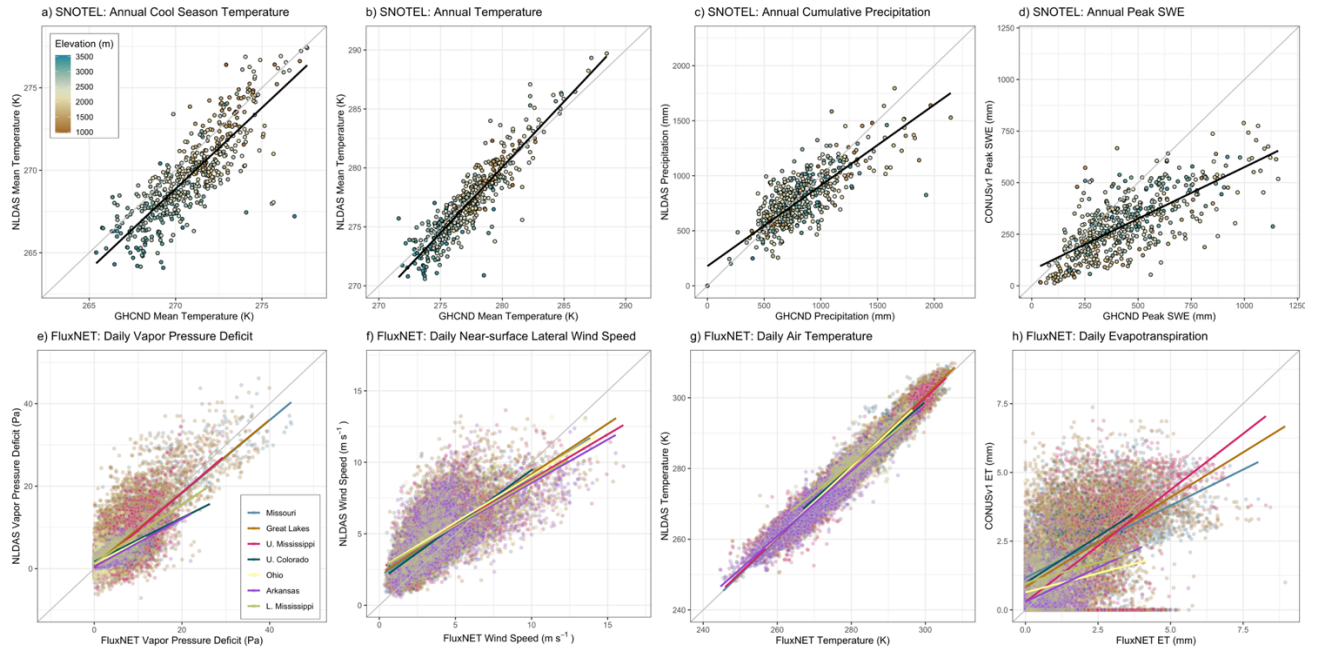 a) SNOTEL: Annual Cool Season Temperature
Elevation (m)
3500
3000
2500
2000
1500
1000
NLDAS Mean Temperature (K)
275
270
265
265
270
275
GHCND Mean Temperature (K)
b) SNOTEL: Annual Temperature
NLDAS Mean Temperature (K)
290
285
280
275
270
270
275
280
285
290
GHCND Mean Temperature (K)
c) SNOTEL: Annual Cumulative Precipitation
NLDAS Precipitation (mm)
2000
1500
1000
500
0
0
500
1000
1500
2000
GHCND Precipitation (mm)
d) SNOTEL: Annual Peak SWE
CONUSv1 Peak SWE (mm)
1250
1000
750
500
250
0
0
250
500
750
1000
1250
GHCND Peak SWE (mm)
e) FluxNET: Daily Vapor Pressure Deficit
NLDAS Vapor Pressure Deficit (Pa)
40
20
0
0
20
40
FluxNET Vapor Pressure Deficit (Pa)
Missouri
Great Lakes
U. Mississippi
U. Colorado
Ohio
Arkansas
L. Mississippi
f) FluxNET: Daily Near-surface Lateral Wind Speed
NLDAS Wind Speed (m s⁻¹)
15
10
5
0
0
5
10
15
FluxNET Wind Speed (m s⁻¹)
g) FluxNET: Daily Air Temperature
NLDAS Temperature (K)
300
280
260
240
240
260
280
300
FluxNET Temperature (K)
h) FluxNET: Daily Evapotranspiration
CONUSv1 ET (mm)
7.5
5.0
2.5
0.0
0.0
2.5
5.0
7.5
FluxNET ET (mm)